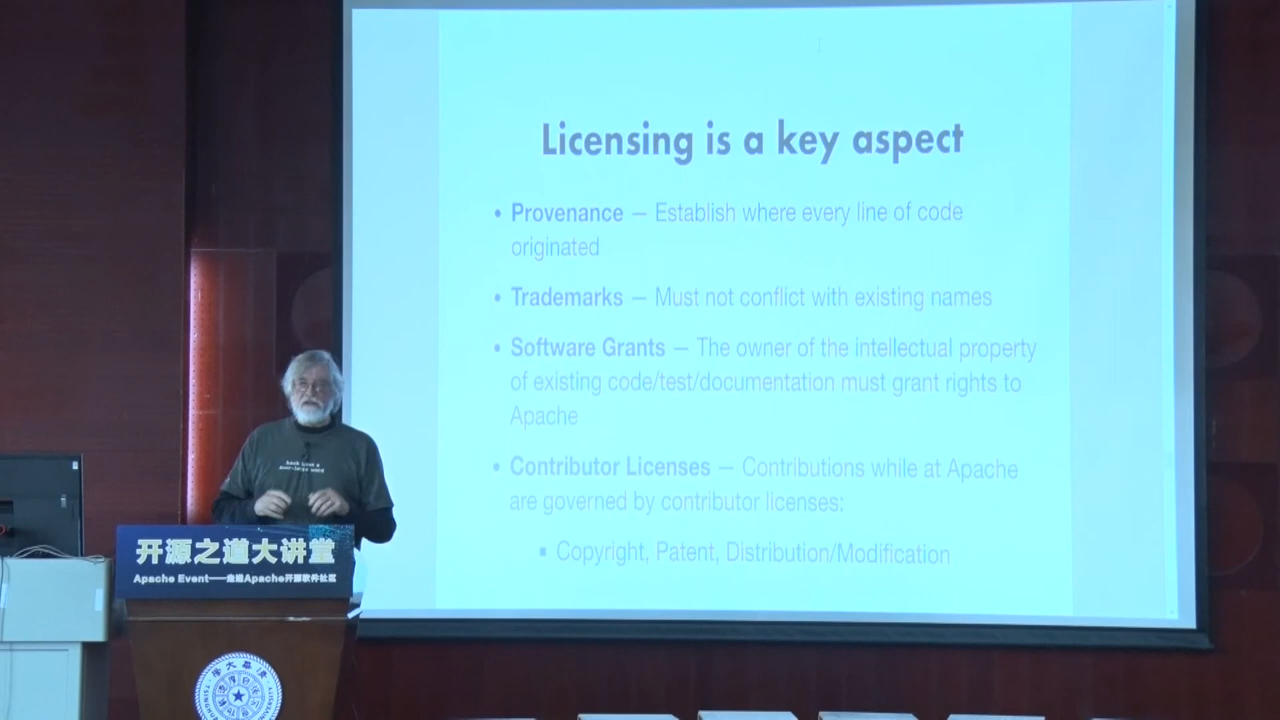 Licensing is a key aspect
• Provenance — Establish where every line of code
originated
• Trademarks — Must not conflict with existing names
• Software Grants — The owner of the intellectual property
of existing code/test/documentation must grant rights to
Apache
• Contributor Licenses — Contributions while at Apache
are governed by contributor licenses:
▪ Copyright, Patent, Distribution/Modification
开源之道大讲堂
Apache Event——走进Apache开源软件社区